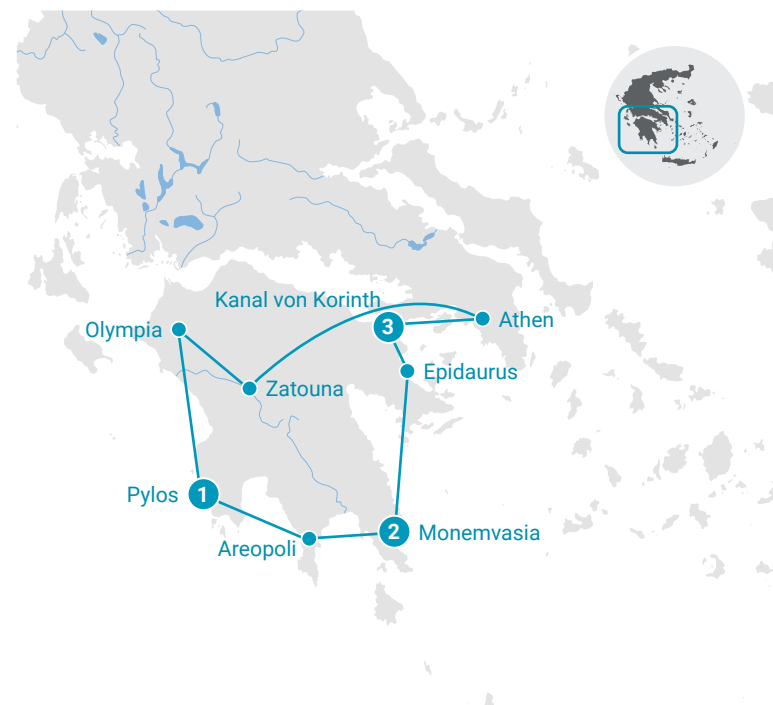 Kanal von Korinth
3
Athen
Olympia
Epidaurus
Zatouna
Pylos
1
Areopoli
2
Monemvasia